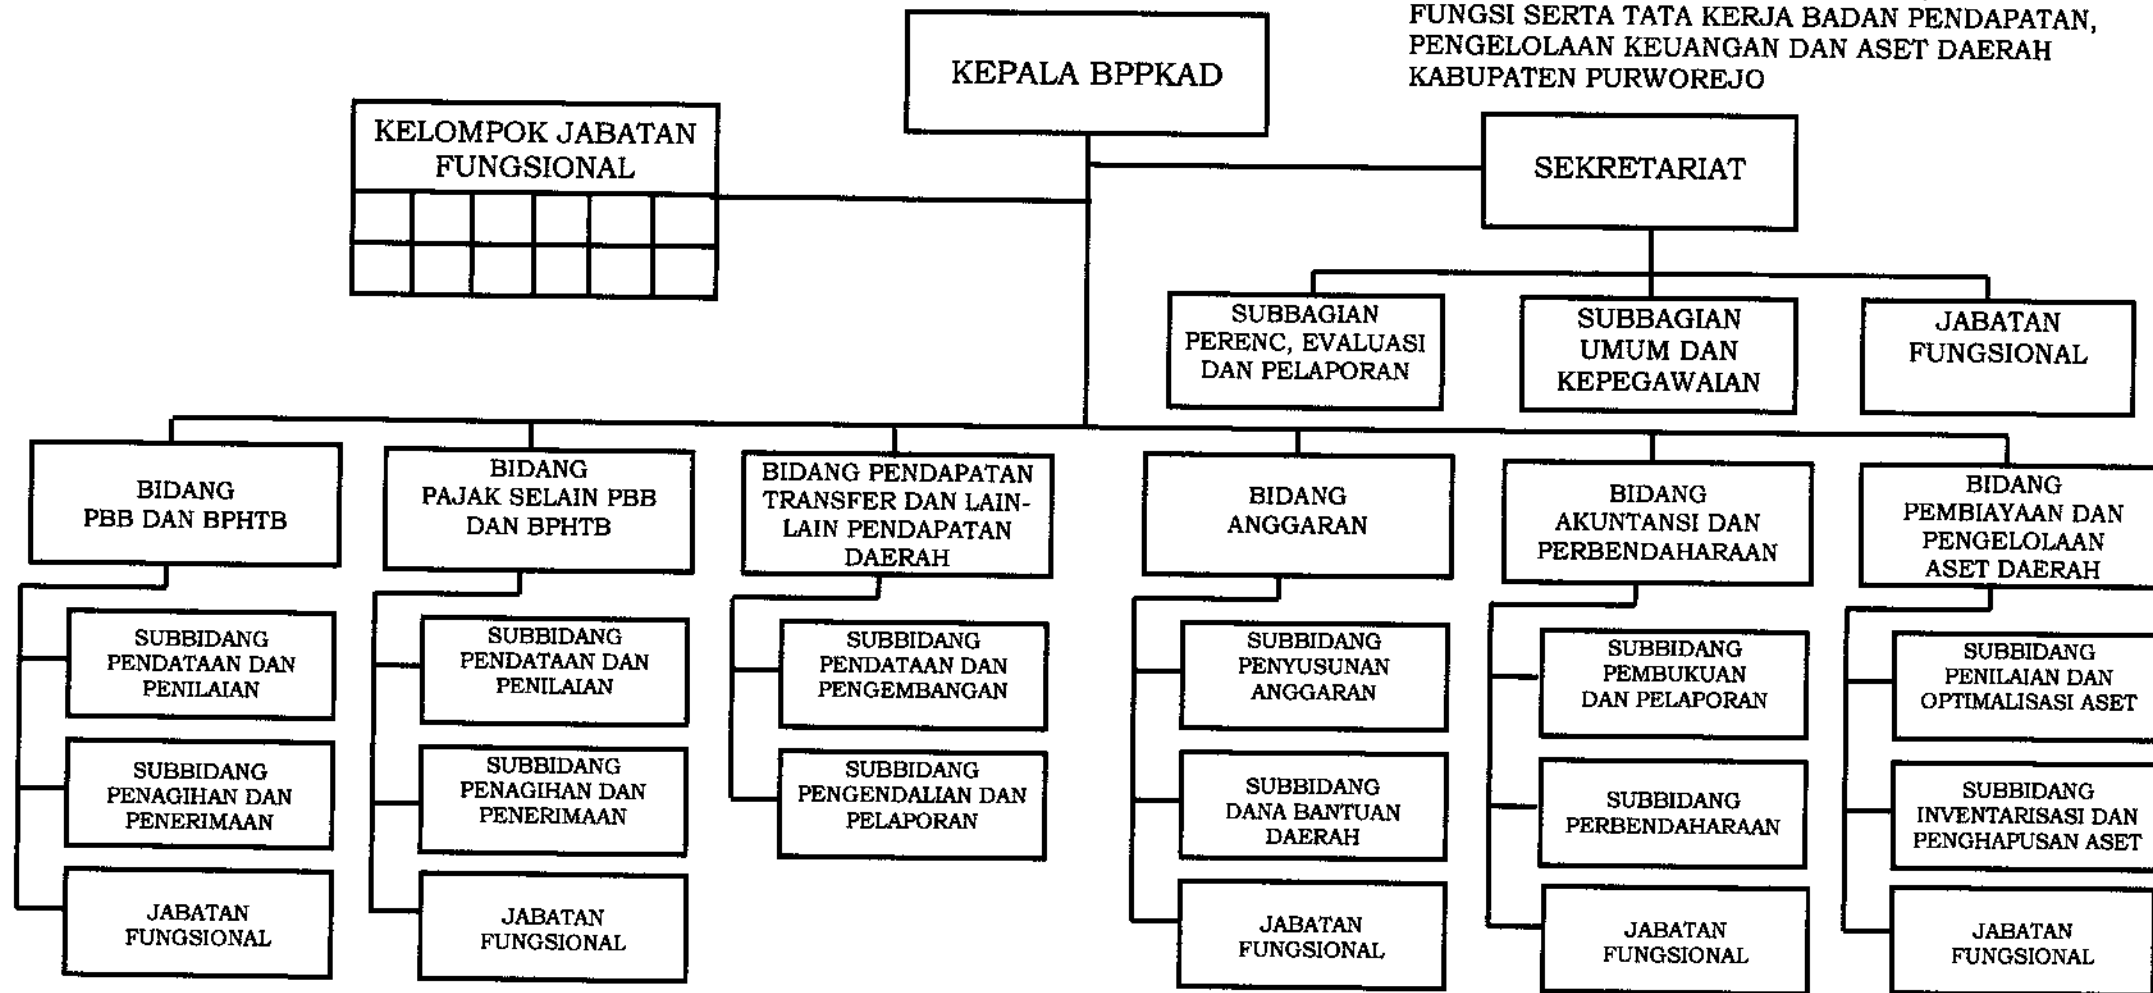 FUNGSI SERTA TATA KERJA BADAN PENDAPATAN,
PENGELOLAAN KEUANGAN DAN ASET DAERAH
KABUPATEN PURWOREJO
KEPALA BPPKAD
KELOMPOK JABATAN
FUNGSIONAL
SEKRETARIAT
SUBBAGIAN
PERENC, EVALUASI
DAN PELAPORAN
SUBBAGIAN
UMUM DAN
KEPEGAWAIAN
JABATAN
FUNGSIONAL
BIDANG
PBB DAN BPHTB
BIDANG
PAJAK SELAIN PBB
DAN BPHTB
BIDANG PENDAPATAN
TRANSFER DAN LAIN-
LAIN PENDAPATAN
DAERAH
BIDANG
ANGGARAN
BIDANG
AKUNTANSI DAN
PERBENDAHARAAN
BIDANG
PEMBIAYAAN DAN
PENGELOLAAN
ASET DAERAH
SUBBIDANG
PENDATAAN DAN
PENILAIAN
SUBBIDANG
PENDATAAN DAN
PENILAIAN
SUBBIDANG
PENDATAAN DAN
PENGEMBANGAN
SUBBIDANG
PENYUSUNAN
ANGGARAN
SUBBIDANG
PEMBUKUAN
DAN PELAPORAN
SUBBIDANG
PENILAIAN DAN
OPTIMALISASI ASET
SUBBIDANG
PENAGIHAN DAN
PENERIMAAN
SUBBIDANG
PENAGIHAN DAN
PENERIMAAN
SUBBIDANG
PENGENDALIAN DAN
PELAPORAN
SUBBIDANG
DANA BANTUAN
DAERAH
SUBBIDANG
PERBENDAHARAAN
SUBBIDANG
INVENTARISASI DAN
PENGHAPUSAN ASET
JABATAN
FUNGSIONAL
JABATAN
FUNGSIONAL
JABATAN
FUNGSIONAL
JABATAN
FUNGSIONAL
JABATAN
FUNGSIONAL